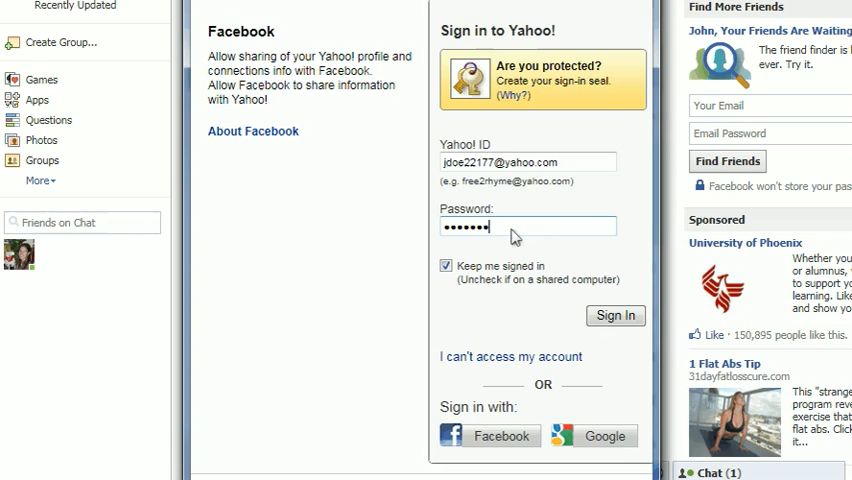 Recently Updated
Create Group...
Games
Apps
Questions
Photos
Groups
More
Friends on Chat
Facebook
Allow sharing of your Yahoo! profile and
connections info with Facebook.
Allow Facebook to share information
with Yahoo!
About Facebook
Sign in to Yahoo!
Are you protected?
Create your sign-in seal.
(Why?)
Yahoo! ID
jdoe22177@yahoo.com
(e.g. free2rhyme@yahoo.com)
Password:
•••••••
Keep me signed in
(Uncheck if on a shared computer)
Sign In
I can't access my account
OR
Sign in with:
Facebook
Google
Find More Friends
John, Your Friends Are Waiting
The friend finder is
ever. Try it.
Your Email
Email Password
Find Friends
Facebook won't store your pas
Sponsored
University of Phoenix
Whether you
or alumnus, v
to support yo
learning. Like
and show yo
Like · 150,895 people like this.
1 Flat Abs Tip
31dayfatlosscure.com
This "strange
program reve
exercise that
flat abs. Click
it...
Chat (1)